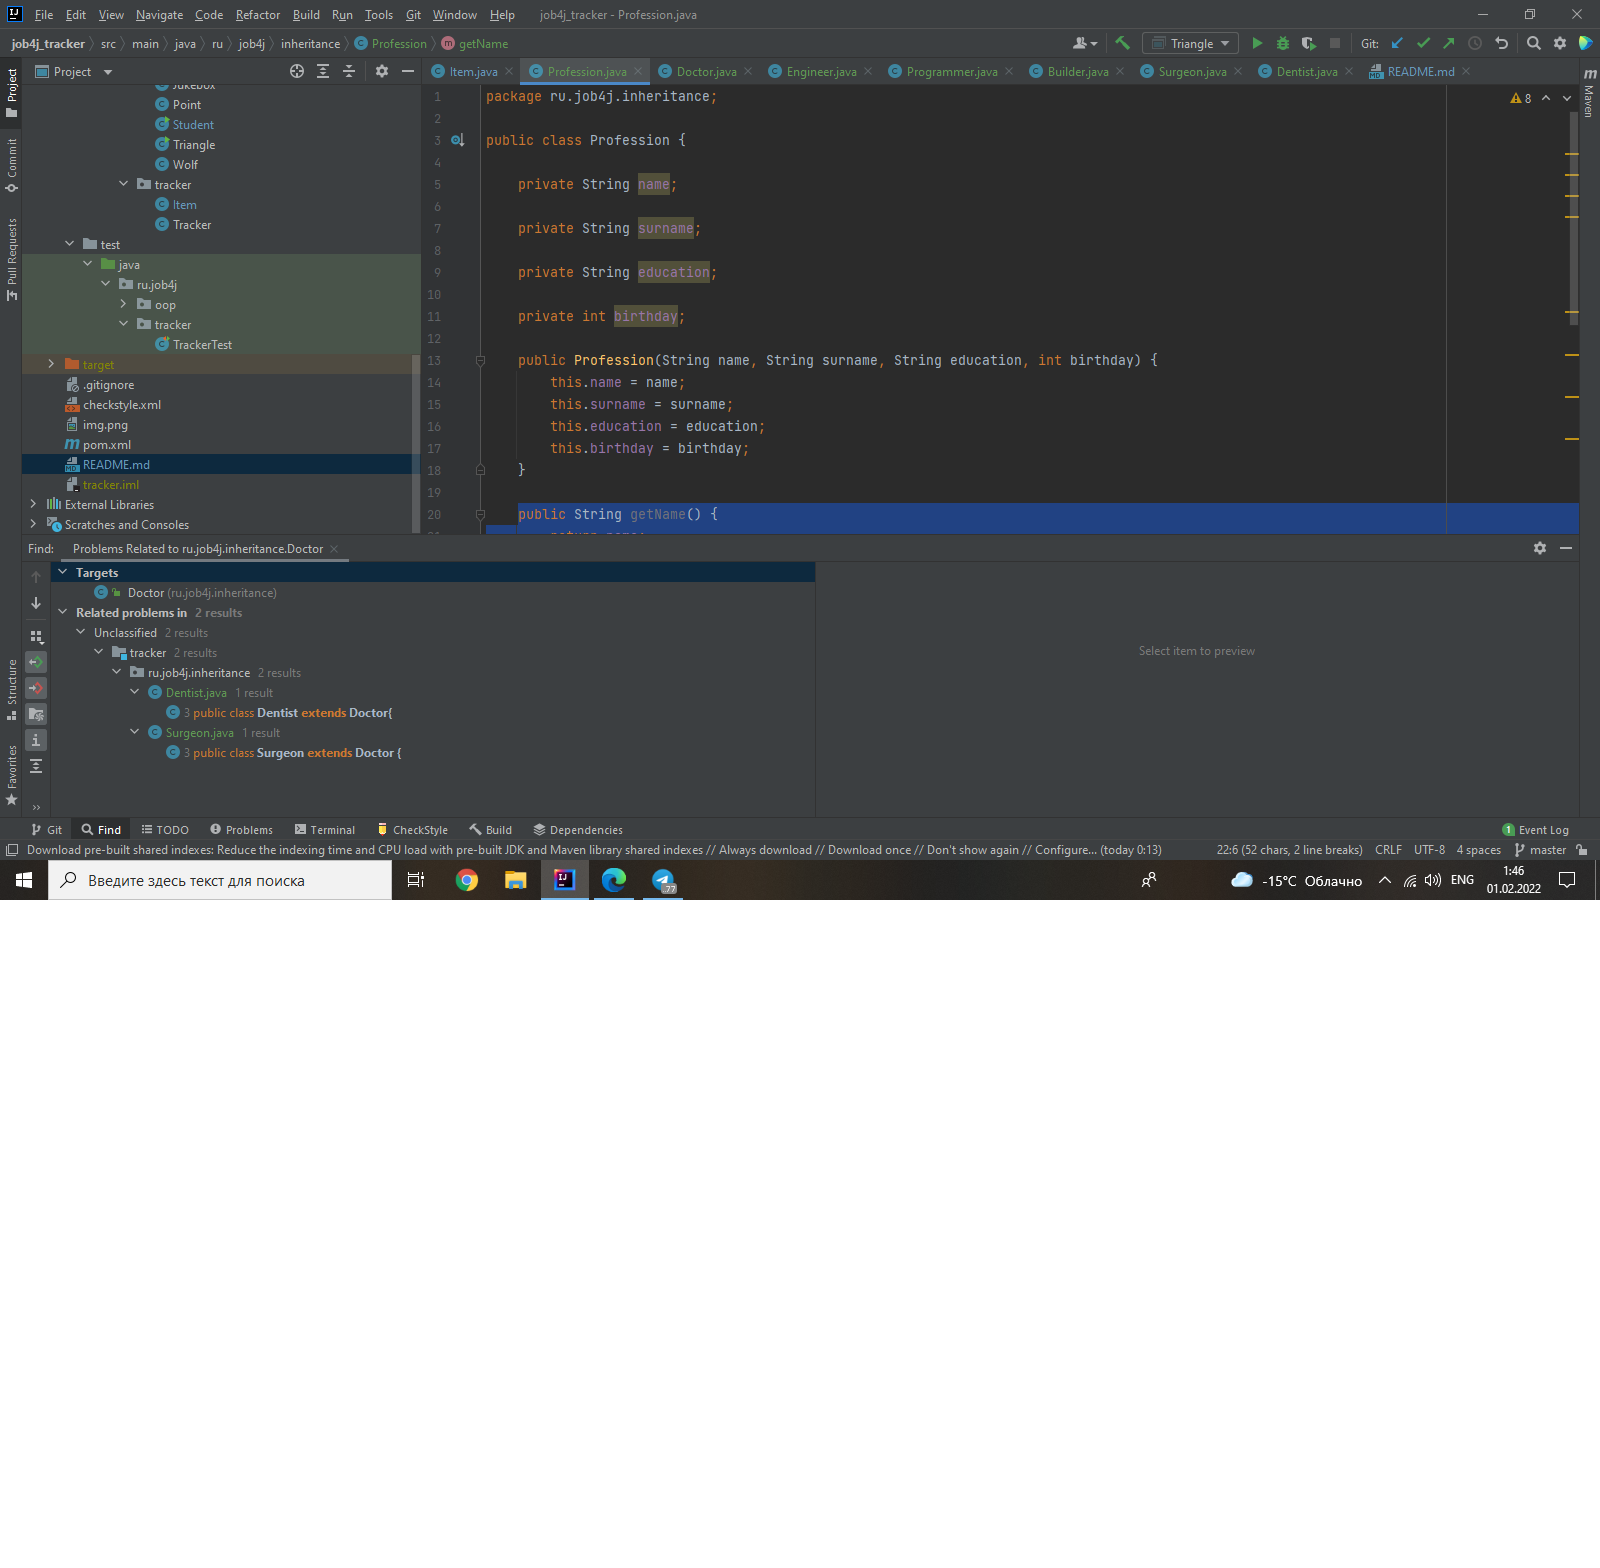 File Edit View Navigate Code Refactor Build Run Tools Git Window Help job4j_tracker - Profession.java
job4j_tracker src main java ru job4j inheritance Profession getName Triangle Git:
Project
Item.java Profession.java Doctor.java Engineer.java Programmer.java Builder.java Surgeon.java Dentist.java README.md
Project
Commit
Pull Requests
Structure
Favorites
Maven
Jukebox
Point
Student
Triangle
Wolf
tracker
Item
Tracker
test
java
ru.job4j
oop
tracker
TrackerTest
target
.gitignore
checkstyle.xml
img.png
pom.xml
README.md
tracker.iml
External Libraries
Scratches and Consoles
8
1 package ru.job4j.inheritance;
2
3 public class Profession {
4
5 private String name;
6
7 private String surname;
8
9 private String education;
10
11 private int birthday;
12
13 public Profession(String name, String surname, String education, int birthday) {
14 this.name = name;
15 this.surname = surname;
16 this.education = education;
17 this.birthday = birthday;
18 }
19
20 public String getName() {
Find: Problems Related to ru.job4j.inheritance.Doctor
Targets
Doctor (ru.job4j.inheritance)
Related problems in 2 results
Unclassified 2 results
tracker 2 results
ru.job4j.inheritance 2 results
Dentist.java 1 result
3 public class Dentist extends Doctor{
Surgeon.java 1 result
3 public class Surgeon extends Doctor {
Select item to preview
Git Find TODO Problems Terminal CheckStyle Build Dependencies 1 Event Log
Download pre-built shared indexes: Reduce the indexing time and CPU load with pre-built JDK and Maven library shared indexes // Always download // Download once // Don't show again // Configure... (today 0:13) 22:6 (52 chars, 2 line breaks) CRLF UTF-8 4 spaces master
Введите здесь текст для поиска .77 -15°C Облачно ENG 1:46
01.02.2022